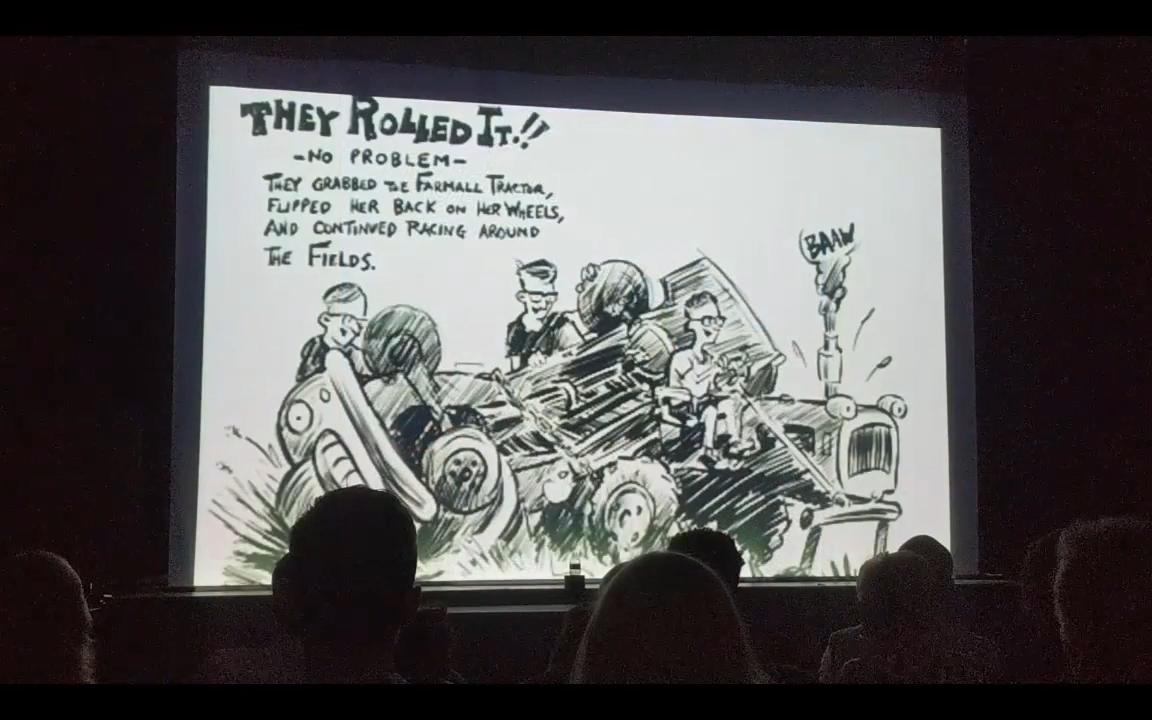 THEY ROLLED IT!!
-NO PROBLEM-
THEY GRABBED THE FARMALL TRACTOR,
FLIPPED HER BACK ON HER WHEELS,
AND CONTINUED RACING AROUND
THE FIELDS.
BAAW